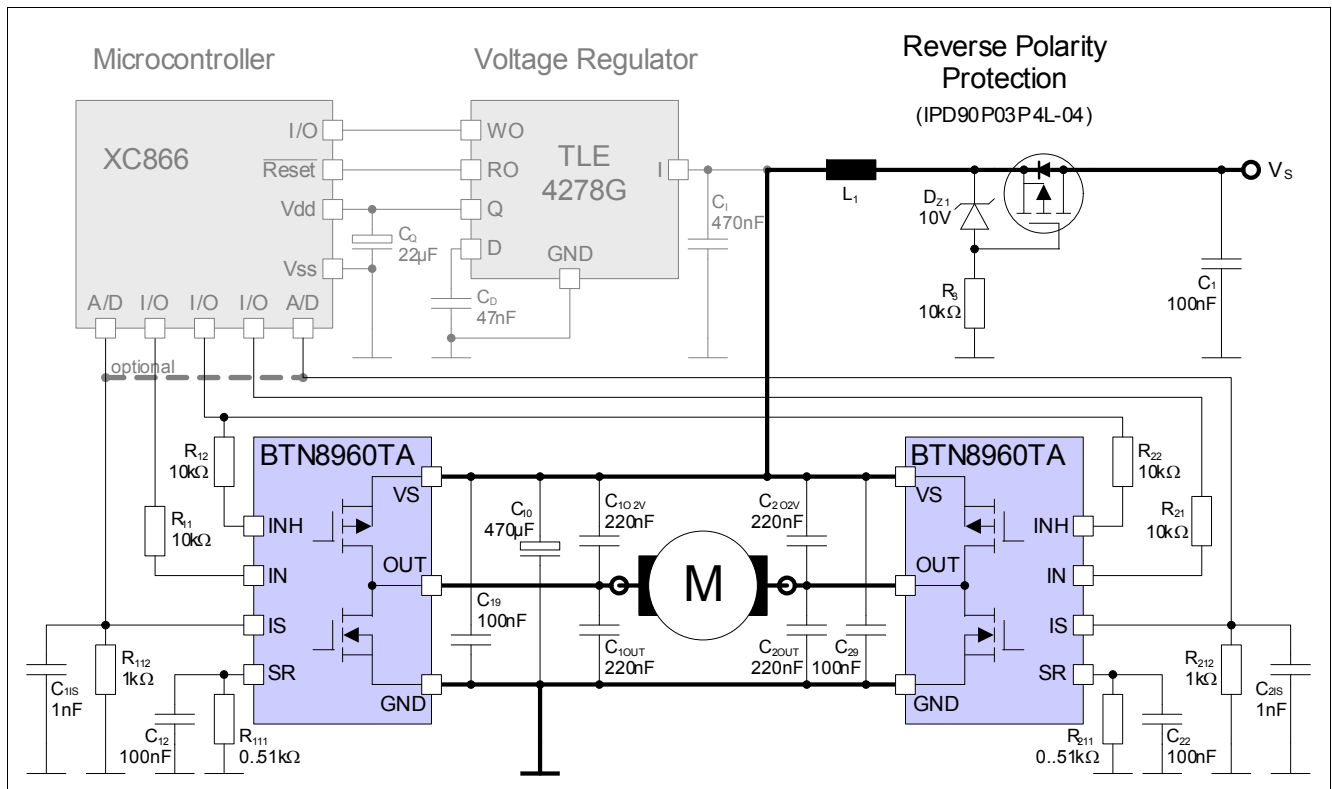 Microcontroller
Voltage Regulator
Reverse Polarity
Protection
(IPD90P03P4L-04)
XC866
I/O
Reset
Vdd
Vss
A/D
I/O
I/O
I/O
A/D
TLE
4278G
WO
RO
Q
D
I
GND
CQ
22µF
CD
47nF
CI
470nF
L1
DZ1
10V
R3
10kΩ
VS
C1
100nF
optional
R12
10kΩ
R11
10kΩ
BTN8960TA
VS
INH
OUT
IN
IS
SR
GND
C1IS
1nF
R112
1kΩ
C12
100nF
R111
0.51kΩ
C19
100nF
C10
470µF
C1O2V
220nF
C1OUT
220nF
M
C2O2V
220nF
C2OUT
220nF
C29
100nF
BTN8960TA
VS
INH
OUT
IN
IS
SR
GND
R22
10kΩ
R21
10kΩ
R212
1kΩ
C2IS
1nF
R211
0..51kΩ
C22
100nF